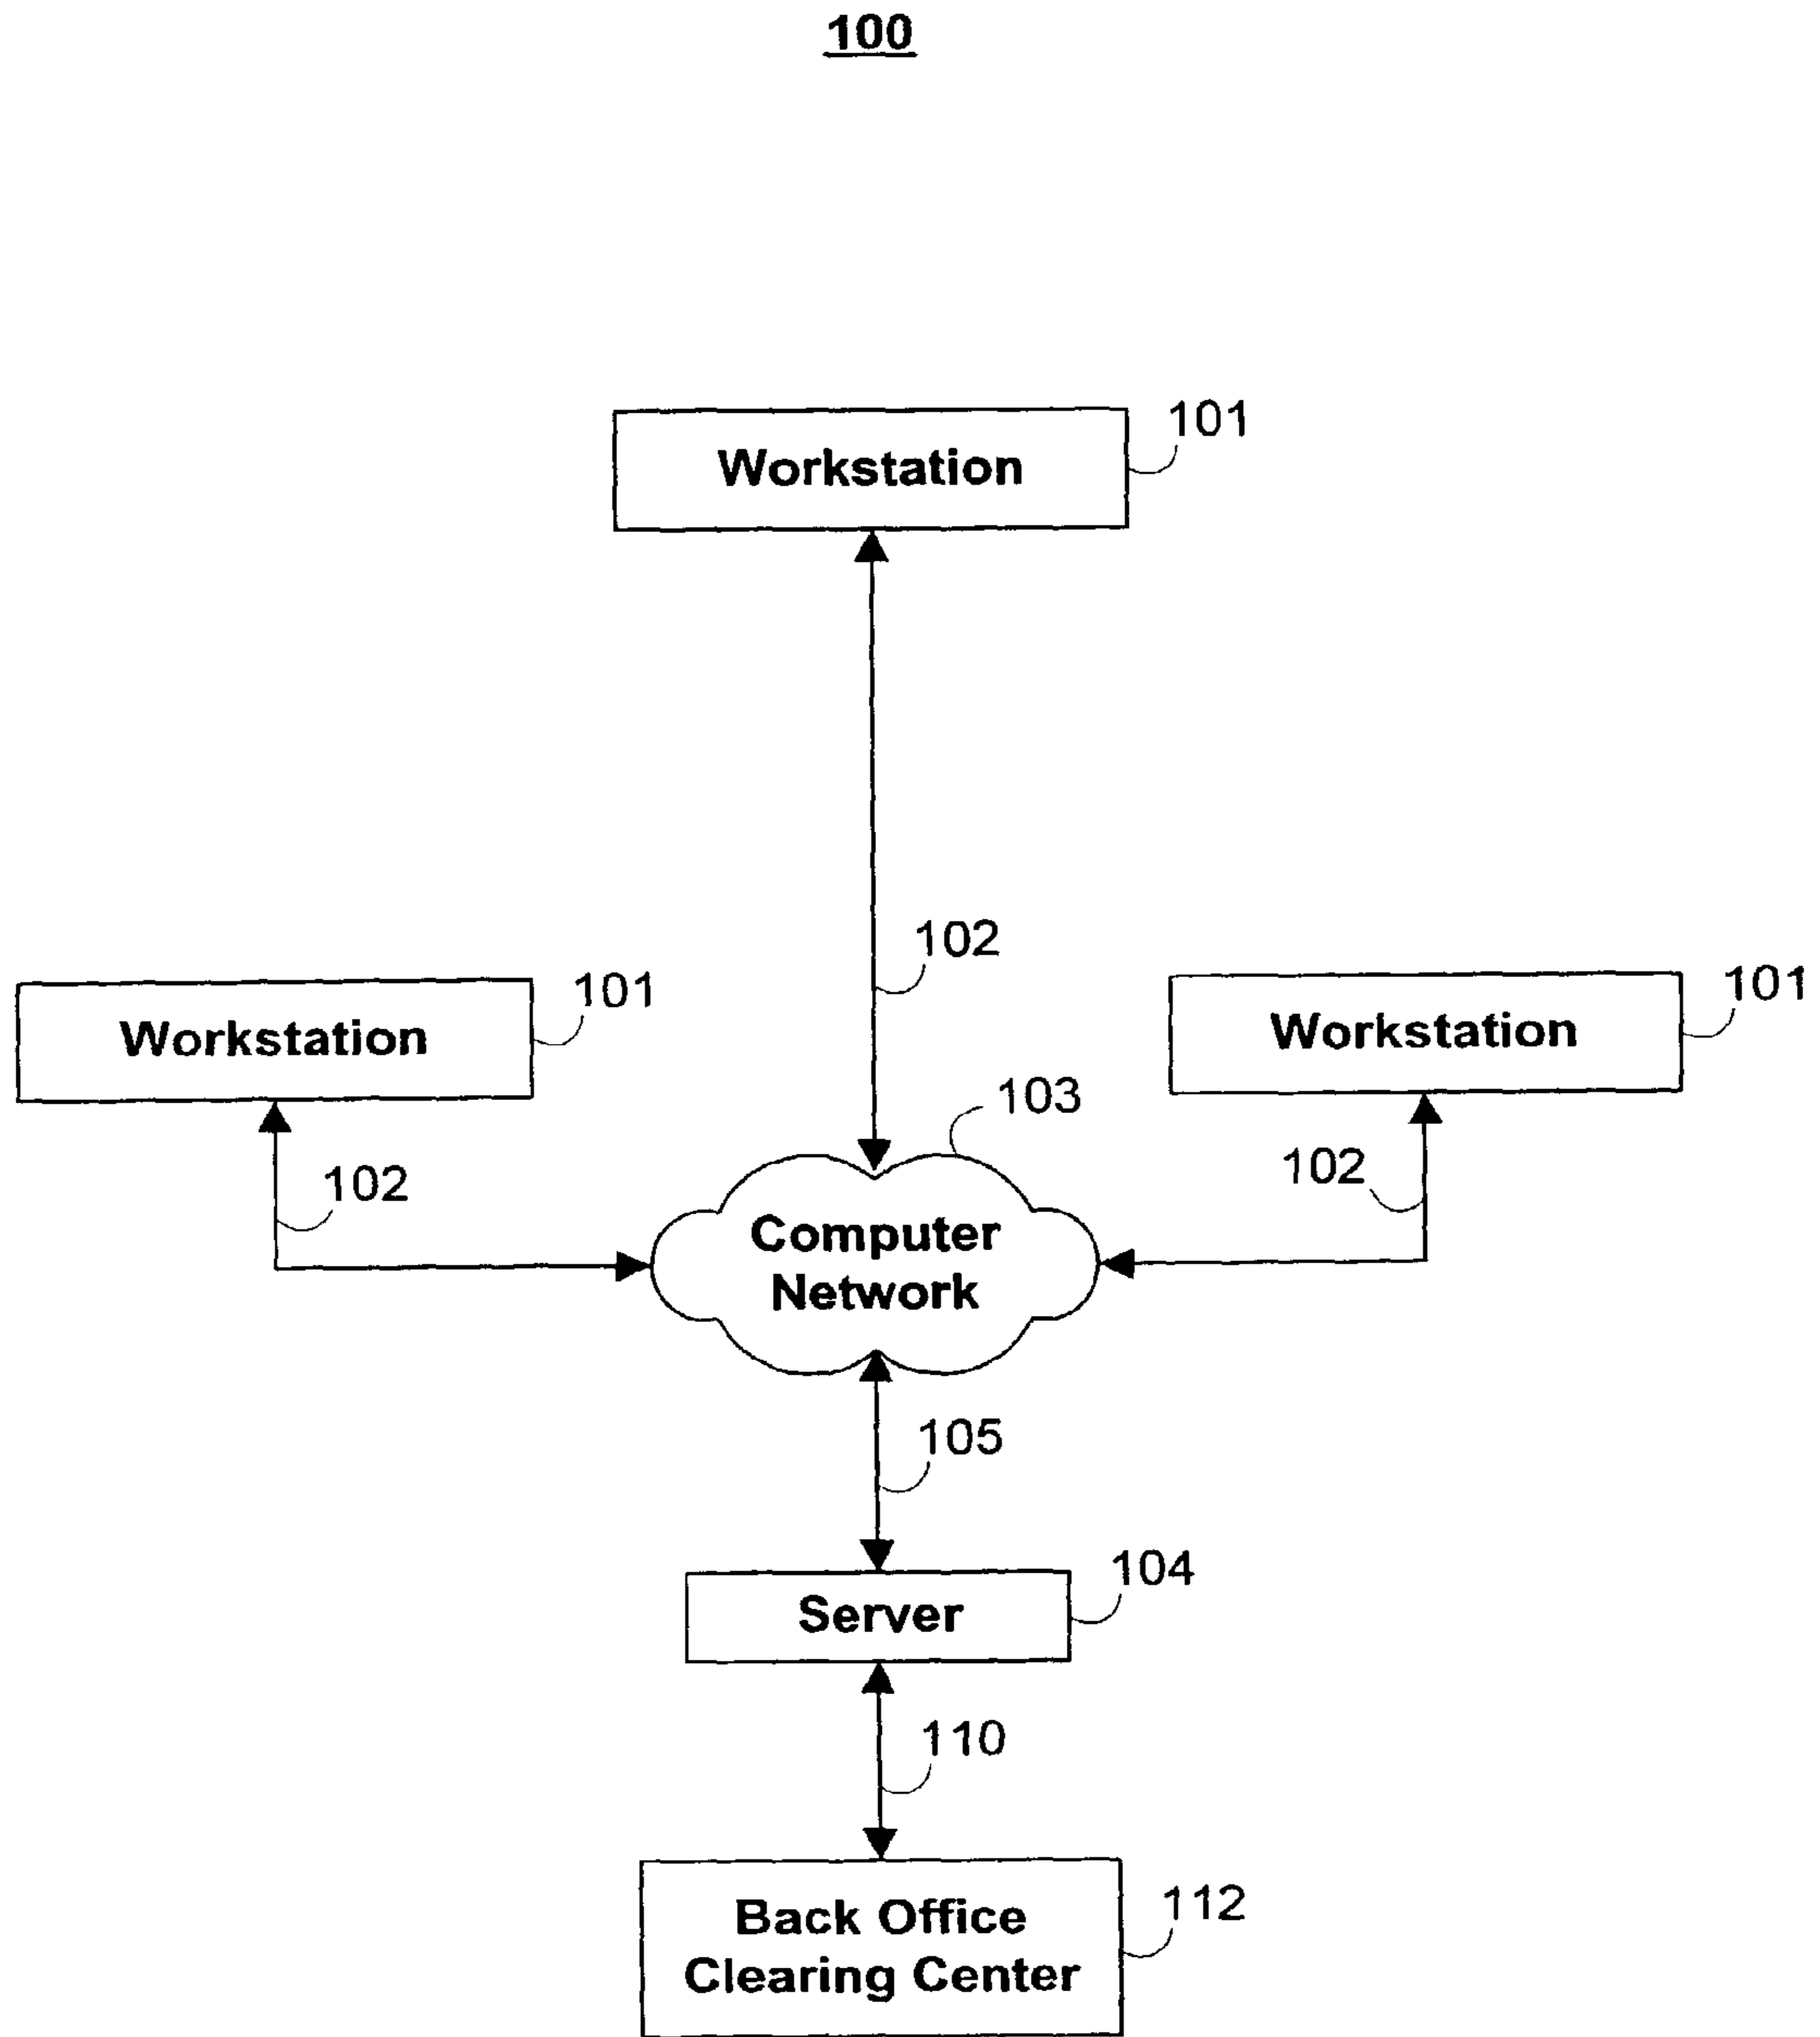 100
Workstation
101
102
Workstation
101
Workstation
101
103
102
102
Computer
Network
105
Server
104
110
Back Office
Clearing Center
112